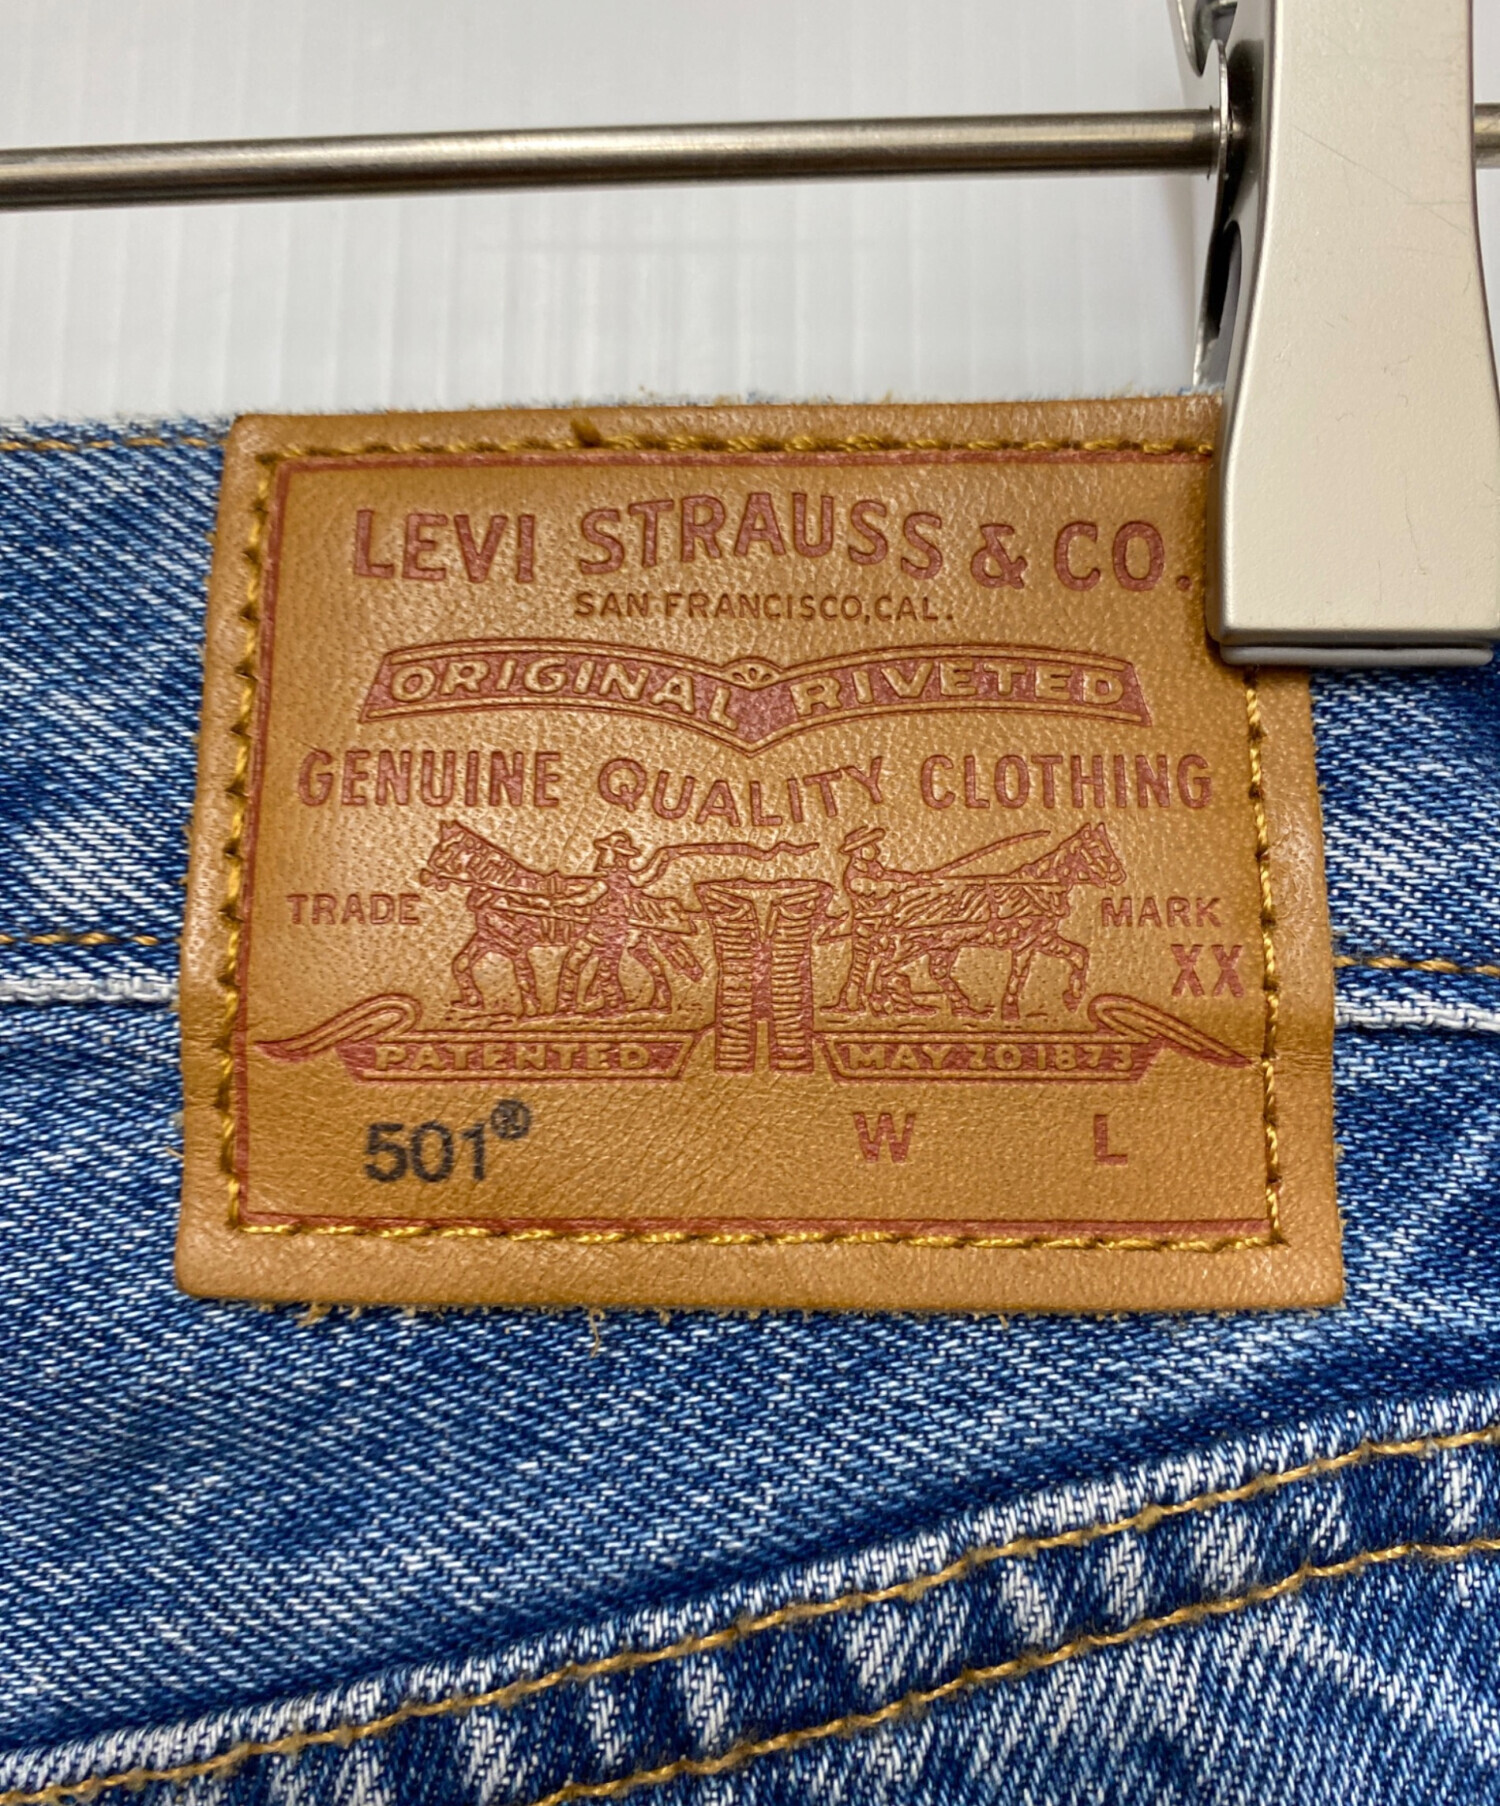 LEVI STRAUSS & CO.
SAN FRANCISCO, CAL.
ORIGINAL RIVETED
GENUINE QUALITY CLOTHING
TRADE MARK
XX
PATENTED MAY 20 1873
501® W L